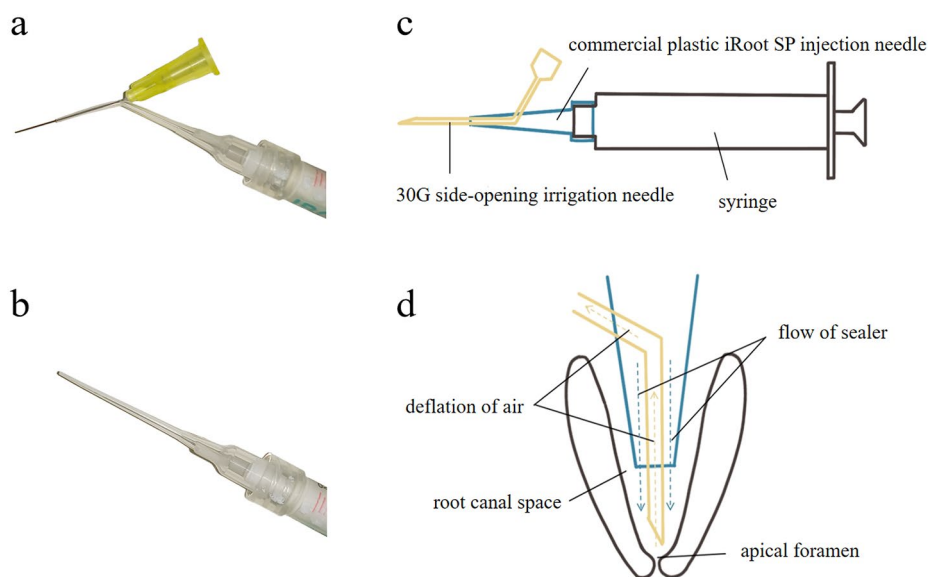 a
c
commercial plastic iRoot SP injection needle
30G side-opening irrigation needle
syringe
b
d
flow of sealer
deflation of air
root canal space
apical foramen